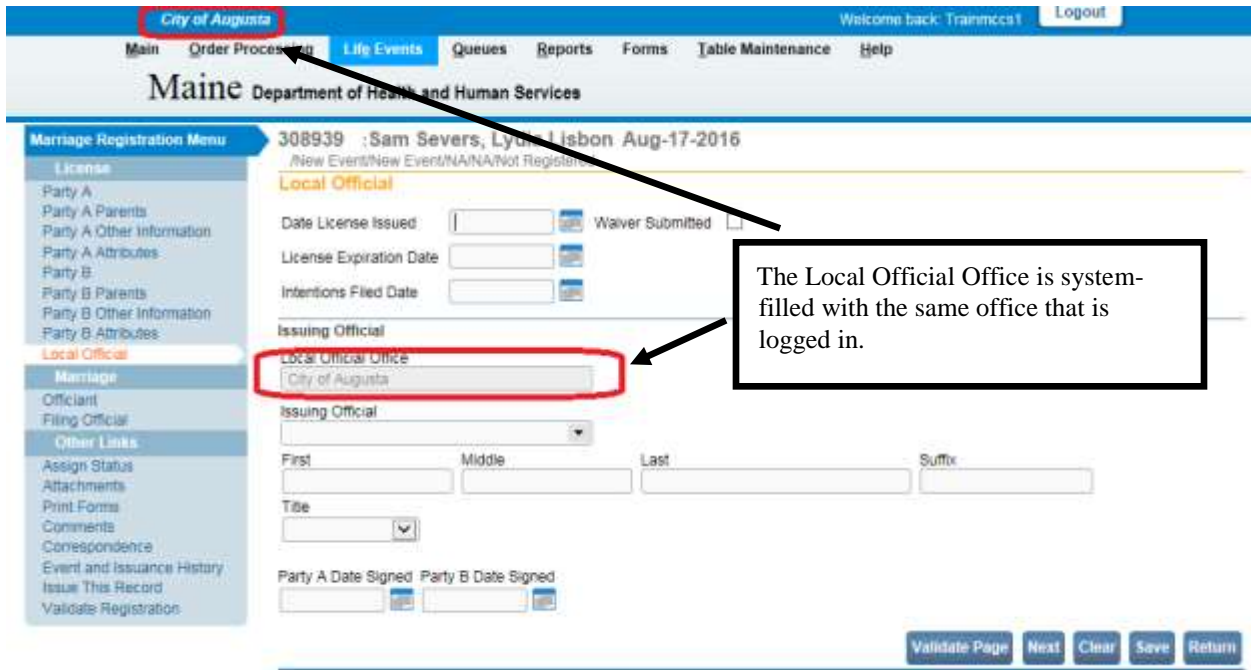 City of Augusta
Welcome back: Trainmccs1
Logout
Main Order Processing Life Events Queues Reports Forms Table Maintenance Help
Maine Department of Health and Human Services
Marriage Registration Menu
License
Party A
Party A Parents
Party A Other Information
Party A Attributes
Party B
Party B Parents
Party B Other Information
Party B Attributes
Local Official
Marriage
Officiant
Filing Official
Other Links
Assign Status
Attachments
Print Forms
Comments
Correspondence
Event and Issuance History
Issue This Record
Validate Registration
308939 :Sam Severs, Lydia Lisbon Aug-17-2016
/New Event/New Event/NA/NA/Not Registered
Local Official
Date License Issued
Waiver Submitted
License Expiration Date
Intentions Filed Date
Issuing Official
Local Official Office
City of Augusta
Issuing Official
First Middle Last Suffix
Title
Party A Date Signed Party B Date Signed
Validate Page Next Clear Save Return
The Local Official Office is system-
filled with the same office that is
logged in.